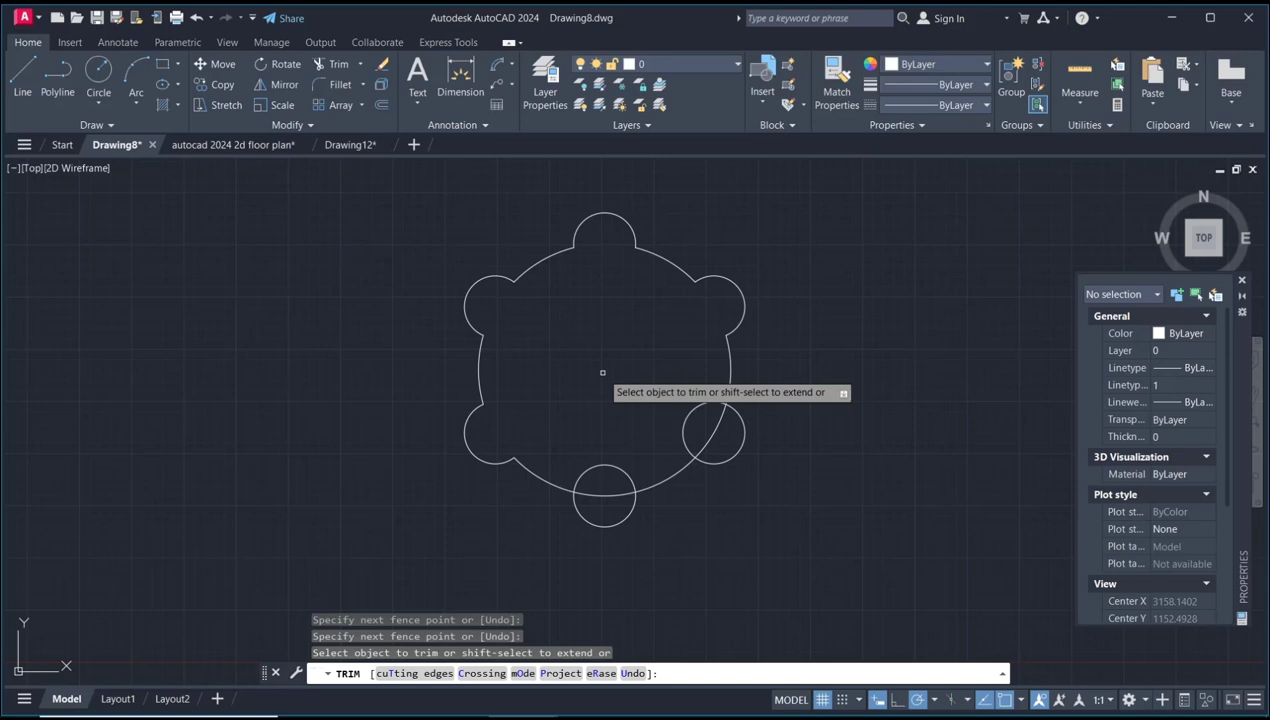 Share
Autodesk AutoCAD 2024 Drawing8.dwg
Type a keyword or phrase
Sign In
Home Insert Annotate Parametric View Manage Output Collaborate Express Tools
Move Rotate Trim
Copy Mirror Fillet
Stretch Scale Array
Line Polyline Circle Arc
Text Dimension
Layer
Properties
0
Insert
Match
Properties
ByLayer
ByLayer
ByLayer
Group
Measure
Paste
Base
Draw Modify Annotation Layers Block Properties Groups Utilities Clipboard View
Start Drawing8* autocad 2024 2d floor plan* Drawing12*
[−][Top][2D Wireframe]
N
W TOP E
Select object to trim or shift-select to extend or
No selection
General
Color ByLayer
Layer 0
Linetype ByLa...
Linetyp... 1
Linewe... ByLa...
Transp... ByLayer
Thickn... 0
3D Visualization
Material ByLayer
Plot style
Plot st... ByColor
Plot st... None
Plot ta... Model
Plot ta... Not available
View
Center X 3158.1402
Center Y 1152.4928
PROPERTIES
Y
X
Specify next fence point or [Undo]:
Specify next fence point or [Undo]:
Select object to trim or shift-select to extend or
TRIM [cuTting edges Crossing mOde Project eRase Undo]:
Model Layout1 Layout2
MODEL 1:1